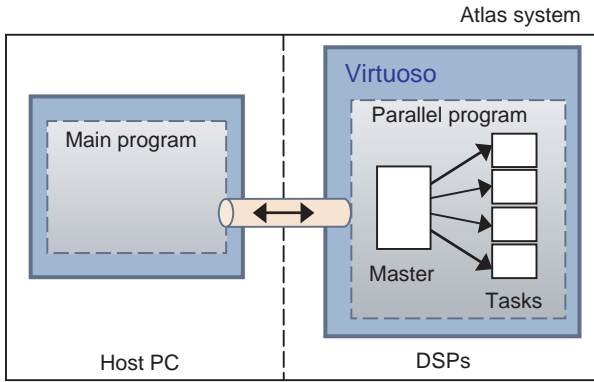 Atlas system
Virtuoso
Main program
Parallel program
Master
Tasks
Host PC
DSPs